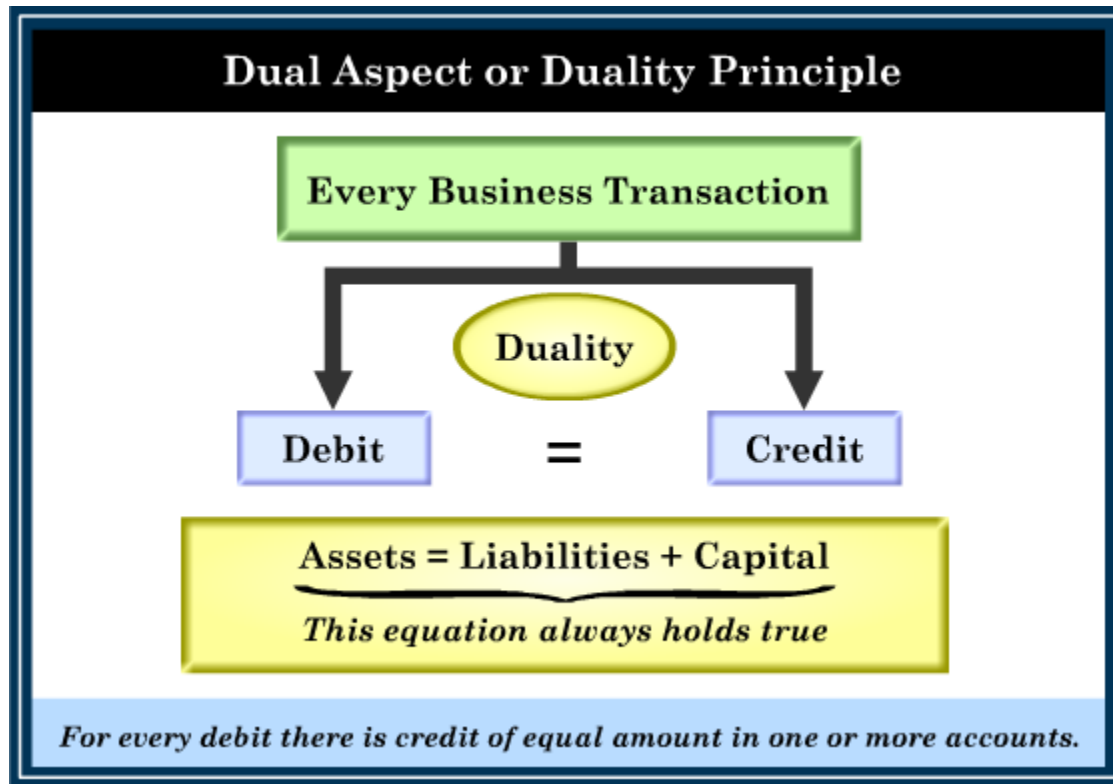 Dual Aspect or Duality Principle
Every Business Transaction
Duality
Debit = Credit
Assets = Liabilities + Capital
This equation always holds true
For every debit there is credit of equal amount in one or more accounts.